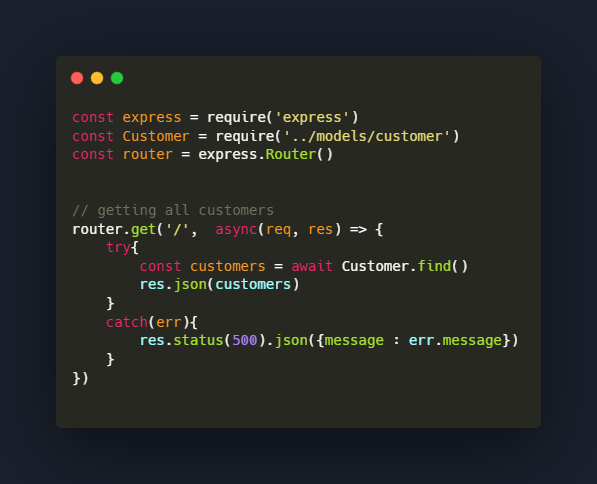 const express = require('express')
const Customer = require('../models/customer')
const router = express.Router()
// getting all customers
router.get('/',  async(req, res) => {
    try{
        const customers = await Customer.find()
        res.json(customers)
    }
    catch(err){
        res.status(500).json({message : err.message})
    }
})